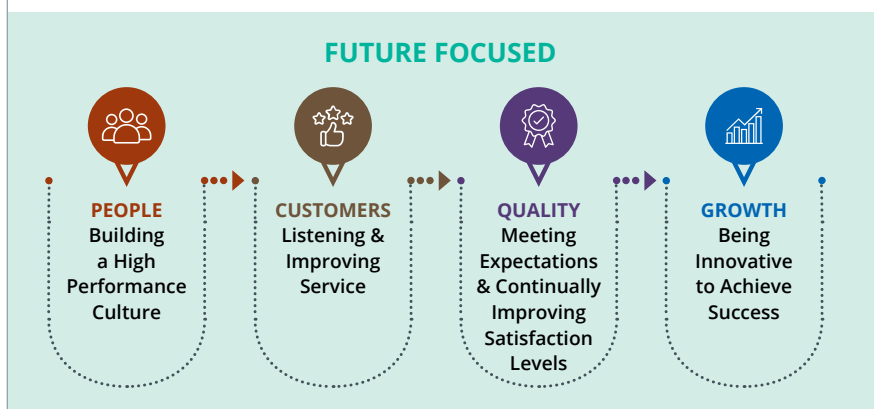 FUTURE FOCUSED
PEOPLE
Building
a High
Performance
Culture
CUSTOMERS
Listening &
Improving
Service
QUALITY
Meeting
Expectations
& Continually
Improving
Satisfaction
Levels
GROWTH
Being
Innovative
to Achieve
Success